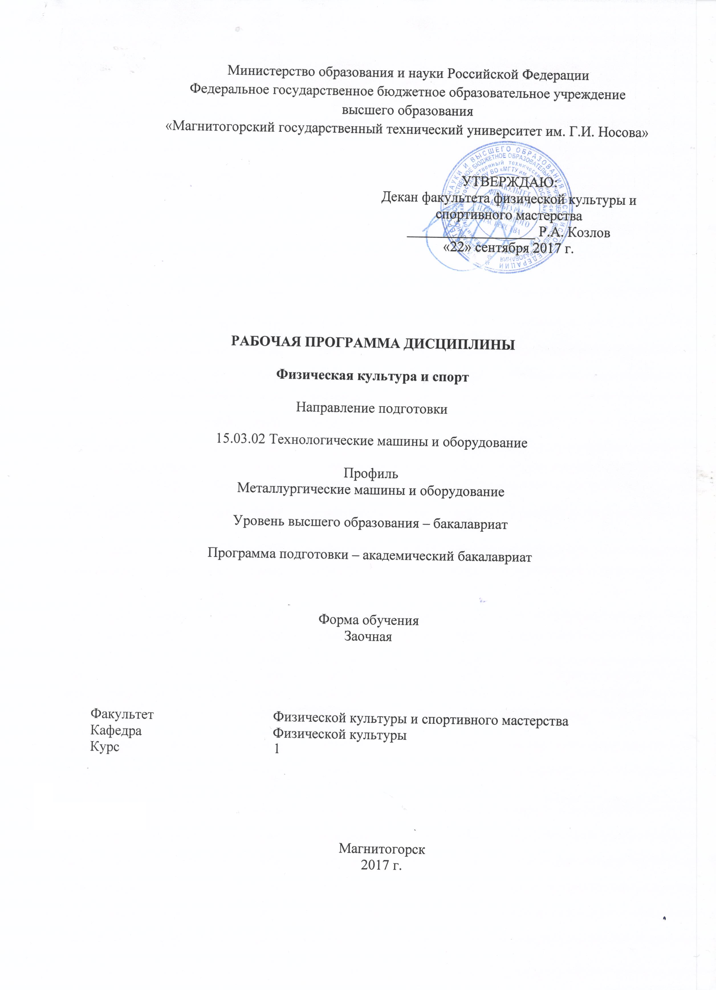 Министерство образования и науки Российской Федерации
Федеральное государственное бюджетное образовательное учреждение
высшего образования
«Магнитогорский государственный технический университет им. Г.И. Носова»
УТВЕРЖДАЮ:
Декан факультета физической культуры и
спортивного мастерства
Р.А. Козлов
«22» сентября 2017 г.
РАБОЧАЯ ПРОГРАММА ДИСЦИПЛИНЫ
Физическая культура и спорт
Направление подготовки
15.03.02 Технологические машины и оборудование
Профиль
Металлургические машины и оборудование
Уровень высшего образования – бакалавриат
Программа подготовки – академический бакалавриат
Форма обучения
Заочная
Факультет Физической культуры и спортивного мастерства
Кафедра Физической культуры
Курс 1
Магнитогорск
2017 г.